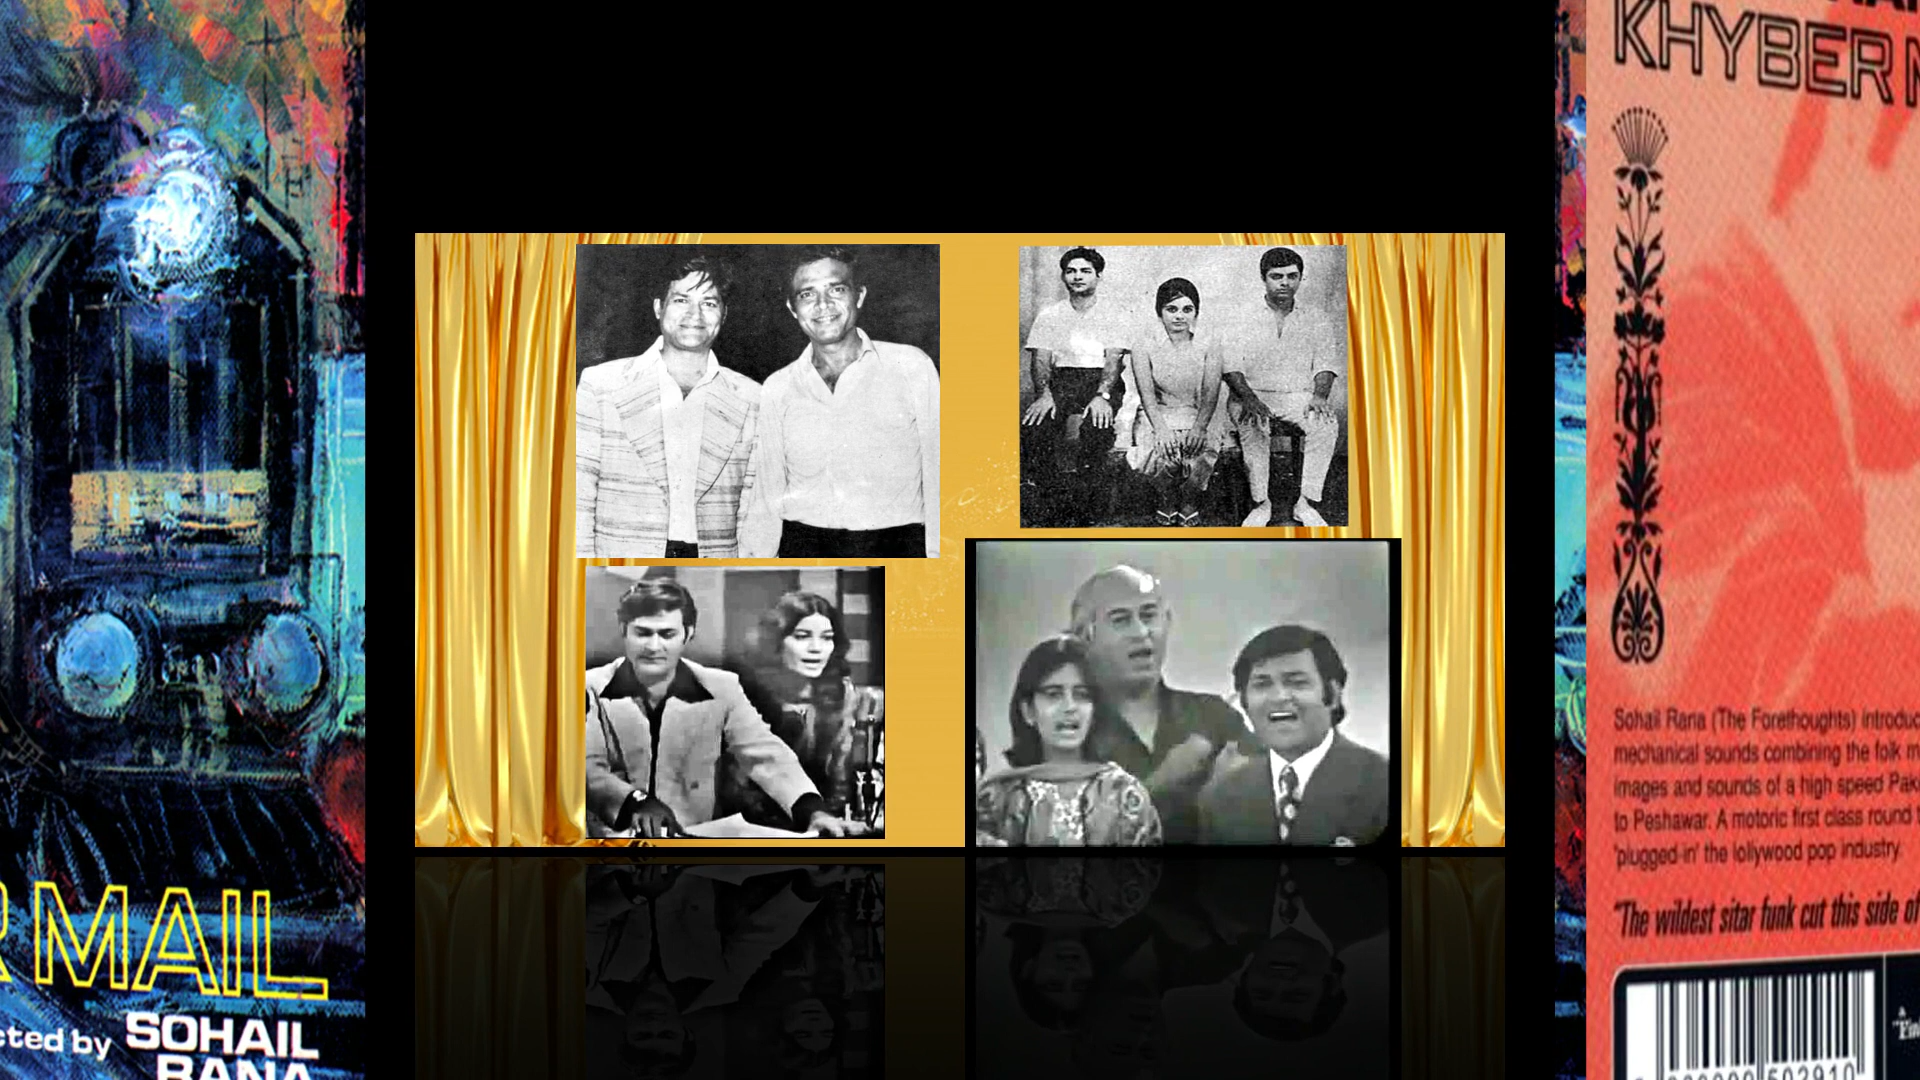 MAIL
cted by SOHAIL
RANA
KHYBER
Sohail Rana (The Forethoughts) introduc
mechanical sounds combining the folk m
images and sounds of a high speed Pak
to Peshawar. A motoric first class round
'plugged-in' the lollywood pop industry.
"The wildest sitar funk cut this side of